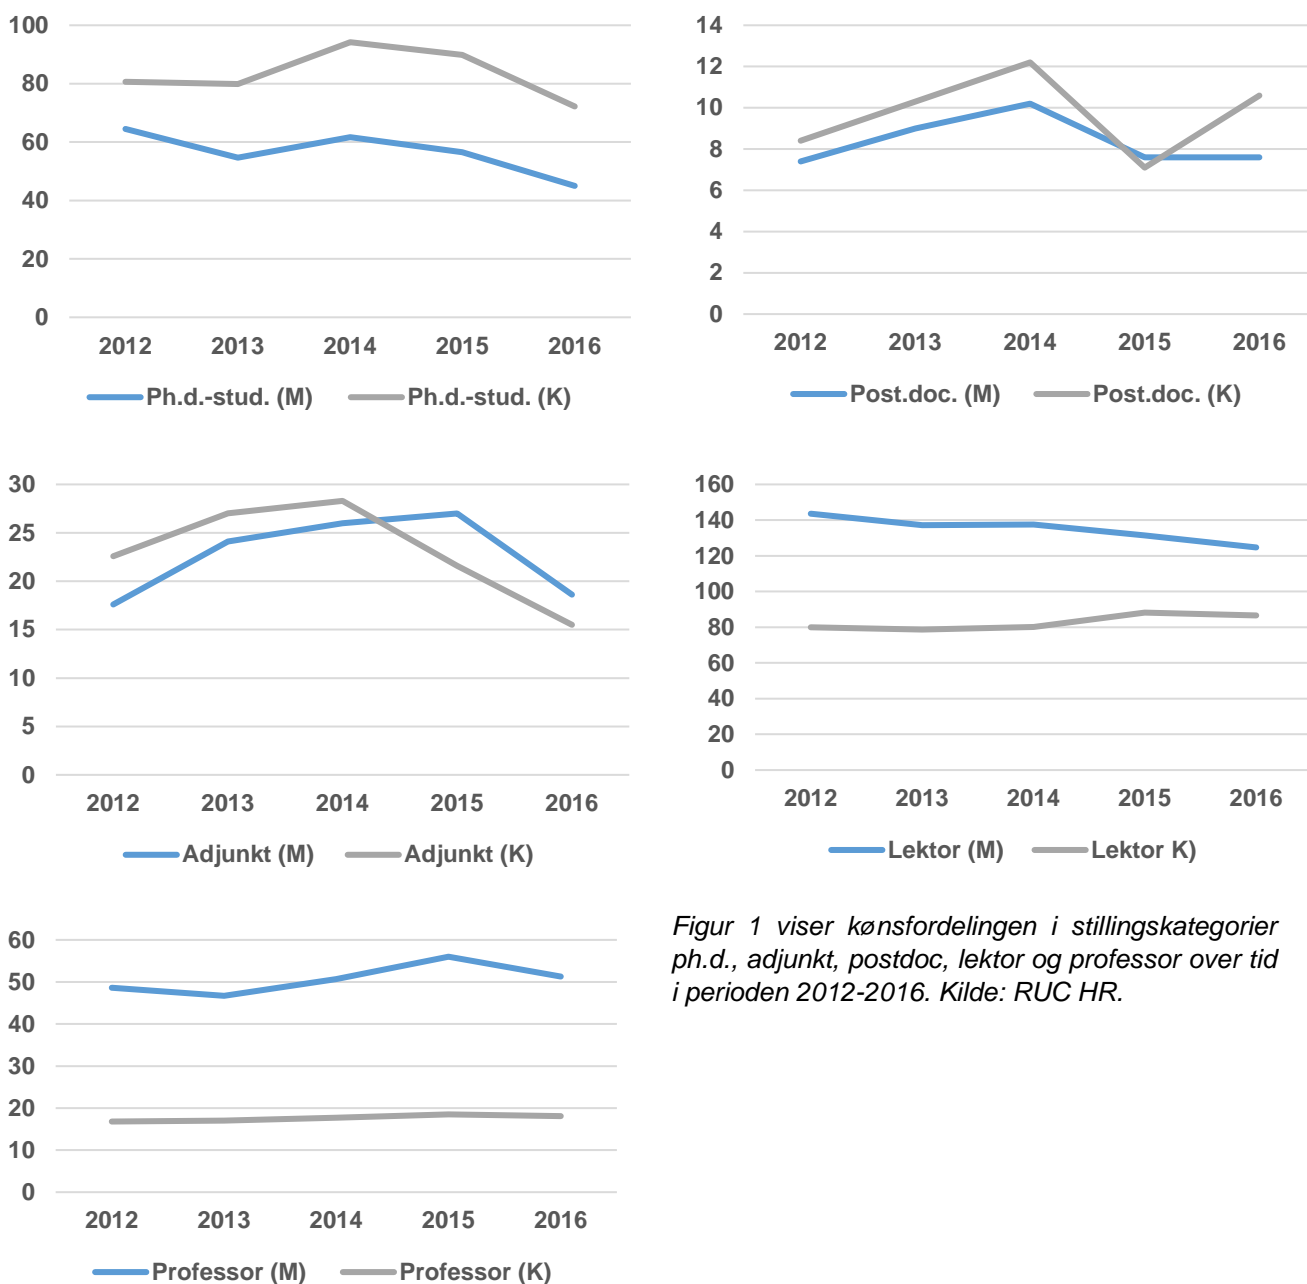 100
80
60
40
20
0
2012 2013 2014 2015 2016
Ph.d.-stud. (M) Ph.d.-stud. (K)
14
12
10
8
6
4
2
0
2012 2013 2014 2015 2016
Post.doc. (M) Post.doc. (K)
30
25
20
15
10
5
0
2012 2013 2014 2015 2016
Adjunkt (M) Adjunkt (K)
160
140
120
100
80
60
40
20
0
2012 2013 2014 2015 2016
Lektor (M) Lektor K)
60
50
40
30
20
10
0
2012 2013 2014 2015 2016
Professor (M) Professor (K)
Figur 1 viser kønsfordelingen i stillingskategorier
ph.d., adjunkt, postdoc, lektor og professor over tid
i perioden 2012-2016. Kilde: RUC HR.